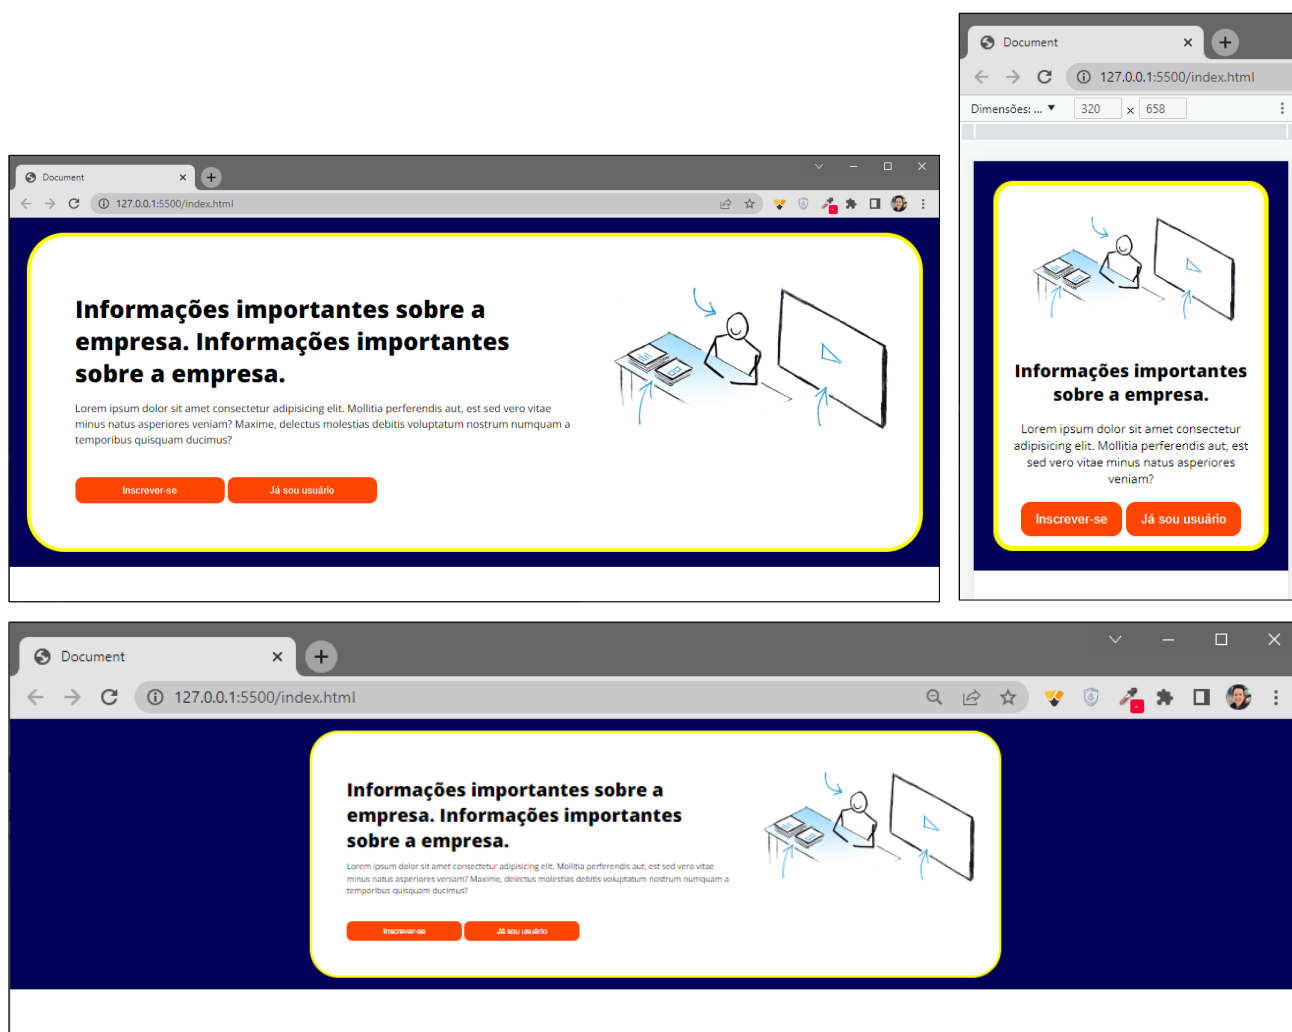 Document
127.0.0.1:5500/index.html
Informações importantes sobre a
empresa. Informações importantes
sobre a empresa.
Lorem ipsum dolor sit amet consectetur adipisicing elit. Mollitia perferendis aut, est sed vero vitae
minus natus asperiores veniam? Maxime, delectus molestias debitis voluptatum nostrum numquam a
temporibus quisquam ducimus?
Inscrever-se Já sou usuário
Document
127.0.0.1:5500/index.html
Dimensões: ... 320 x 658
Informações importantes
sobre a empresa.
Lorem ipsum dolor sit amet consectetur
adipisicing elit. Mollitia perferendis aut, est
sed vero vitae minus natus asperiores
veniam?
Inscrever-se Já sou usuário
Document
127.0.0.1:5500/index.html
Informações importantes sobre a
empresa. Informações importantes
sobre a empresa.
Lorem ipsum dolor sit amet consectetur adipisicing elit. Mollitia perferendis aut, est sed vero vitae
minus natus asperiores veniam? Maxime, delectus molestias debitis voluptatum nostrum numquam a
temporibus quisquam ducimus?
Inscrever-se Já sou usuário